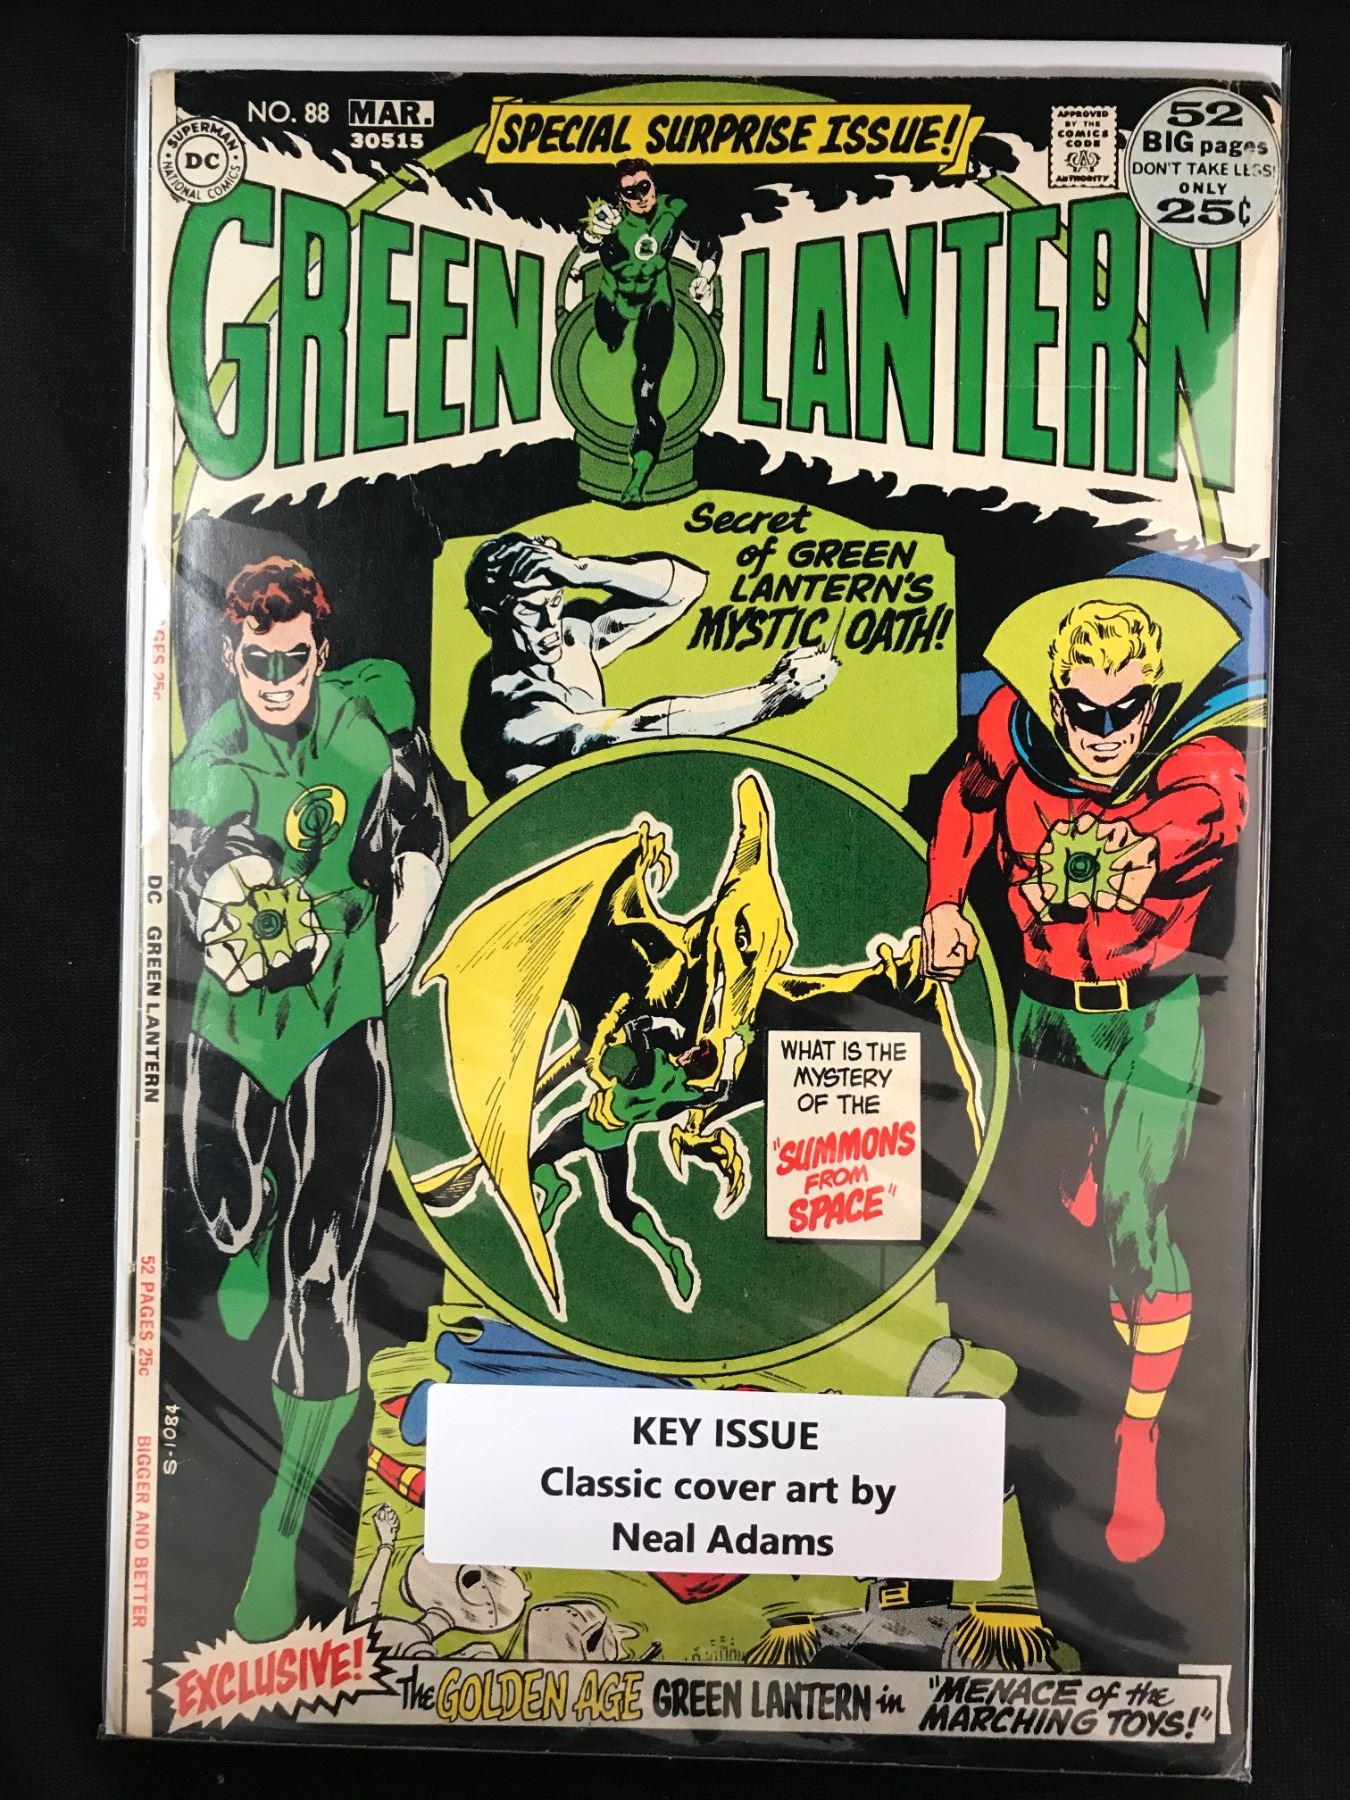 NO. 88 MAR.
30515
SUPERMAN
DC
NATIONAL COMICS
SPECIAL SURPRISE ISSUE!
APPROVED
BY THE
COMICS
CODE
AUTHORITY
52
BIG pages
DON'T TAKE LESS!
ONLY
25¢
GREEN LANTERN
Secret
of GREEN
LANTERN'S
MYSTIC OATH!
GES 25c
DC GREEN LANTERN
52 PAGES 25c
BIGGER AND BETTER
S-1084
WHAT IS THE
MYSTERY
OF THE
"SUMMONS
FROM
SPACE"
KEY ISSUE
Classic cover art by
Neal Adams
EXCLUSIVE!
The GOLDEN AGE GREEN LANTERN in "MENACE of the
MARCHING TOYS!"